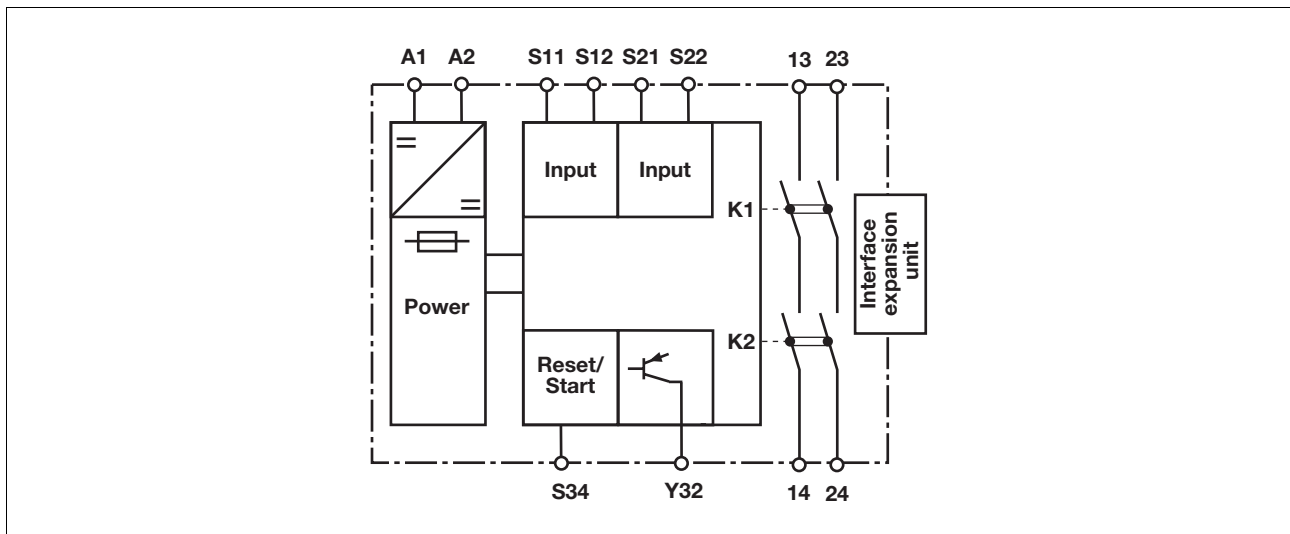 A1 A2 S11 S12 S21 S22 13 23
Input Input
K1
Interface
expansion
unit
Power
K2
Reset/
Start
S34 Y32 14 24